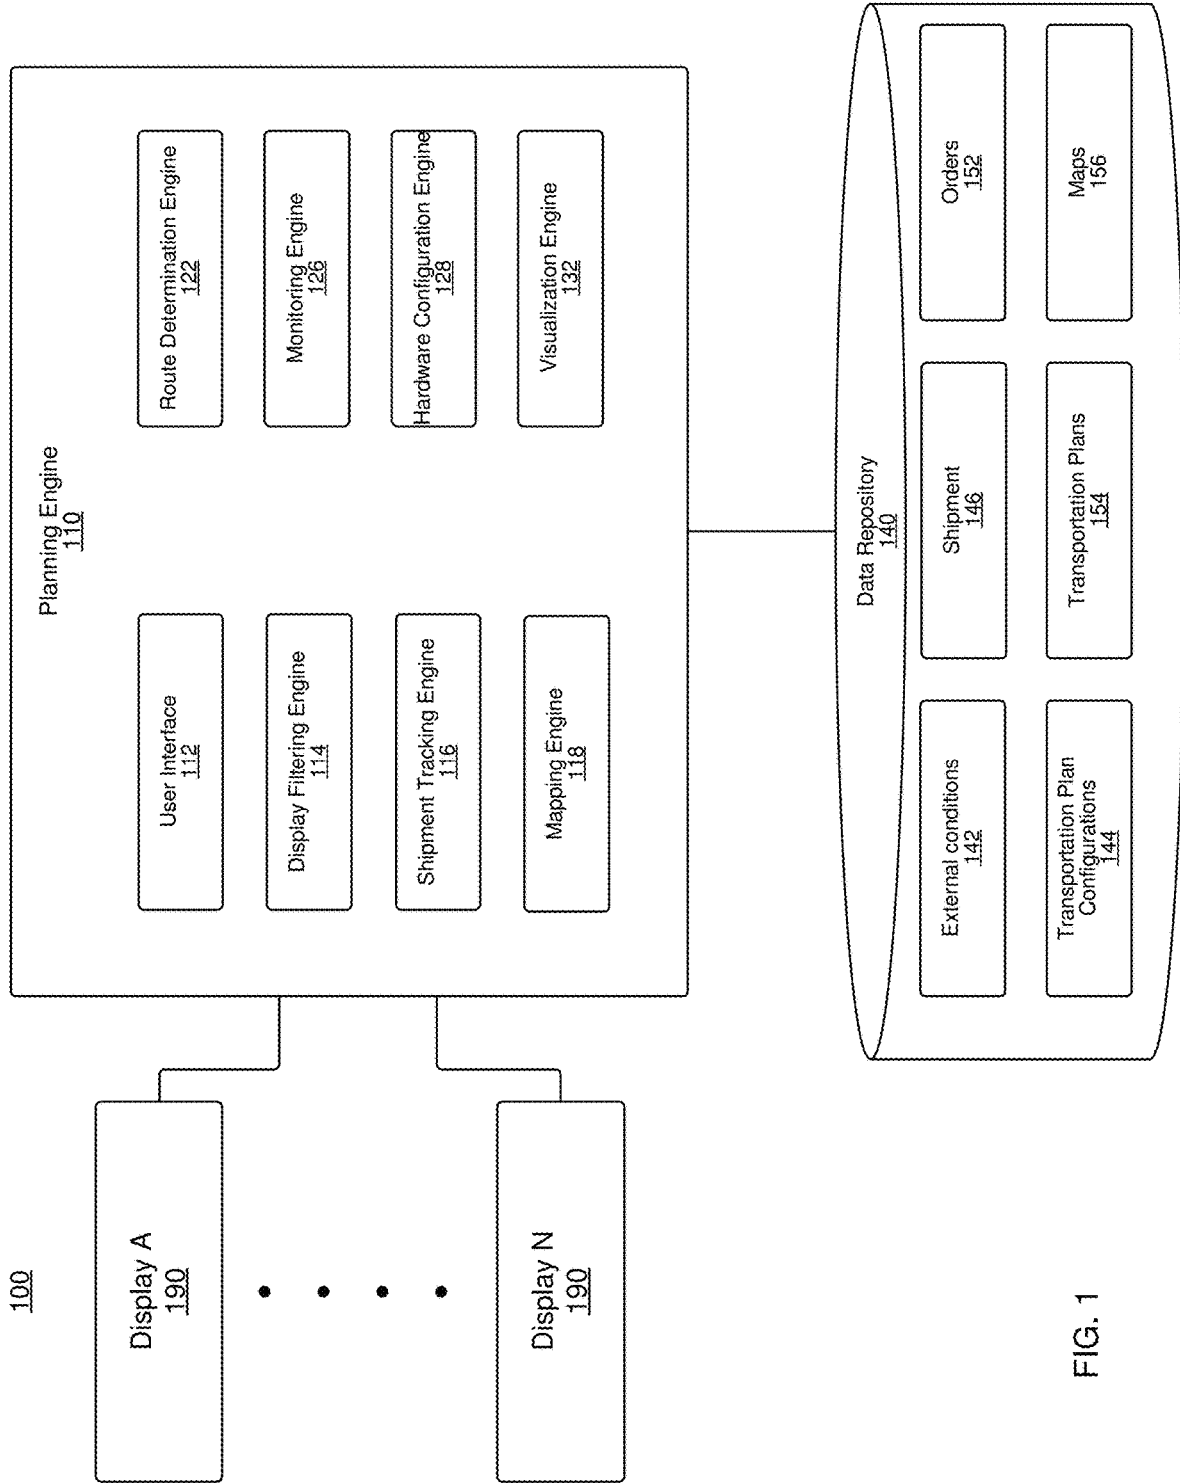 100
Display A
190
Display N
190
Planning Engine
110
User Interface
112
Display Filtering Engine
114
Shipment Tracking Engine
116
Mapping Engine
118
Route Determination Engine
122
Monitoring Engine
126
Hardware Configuration Engine
128
Visualization Engine
132
Data Repository
140
External conditions
142
Shipment
146
Orders
152
Transportation Plan
Configurations
144
Transportation Plans
154
Maps
156
FIG. 1